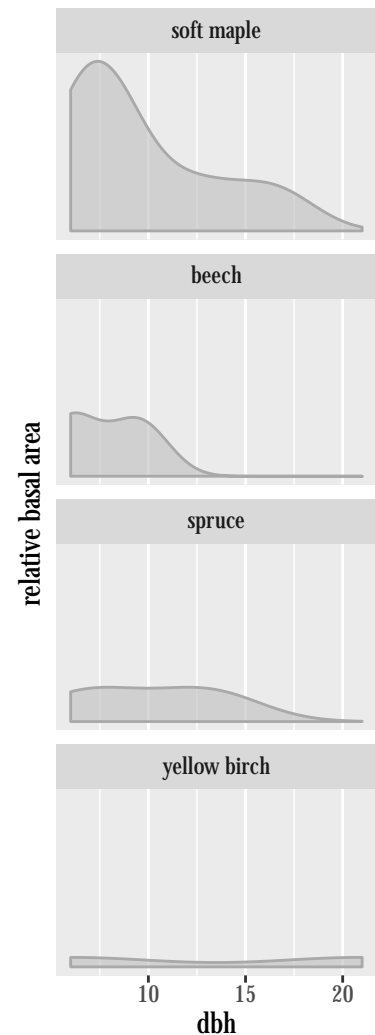 soft maple
beech
relative basal area
spruce
yellow birch
10 15 20
dbh